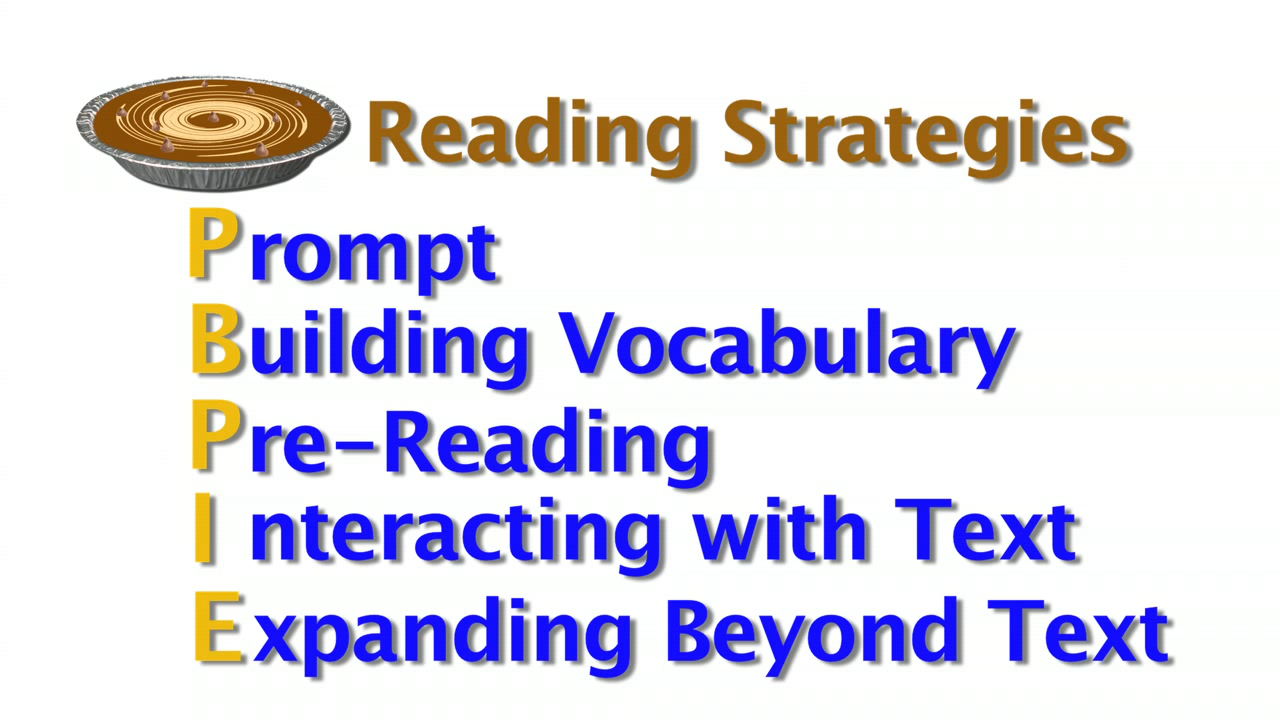 Reading Strategies
Prompt
Building Vocabulary
Pre-Reading
Interacting with Text
Expanding Beyond Text